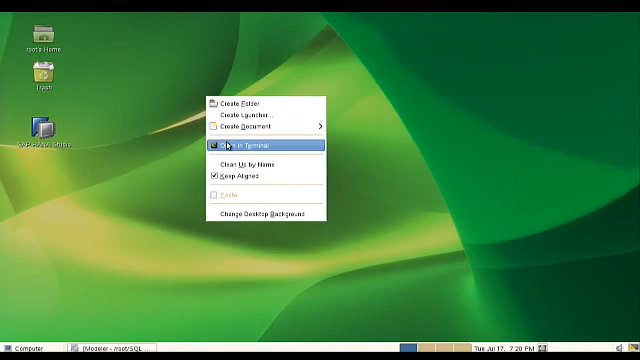 root's Home
Trash
SAP HANA Studio
Create Folder
Create Launcher...
Create Document
Open in Terminal
Clean Up by Name
Keep Aligned
Paste
Change Desktop Background
Computer
[Modeler - /root/SQL ...
Tue Jul 17, 7:20 PM